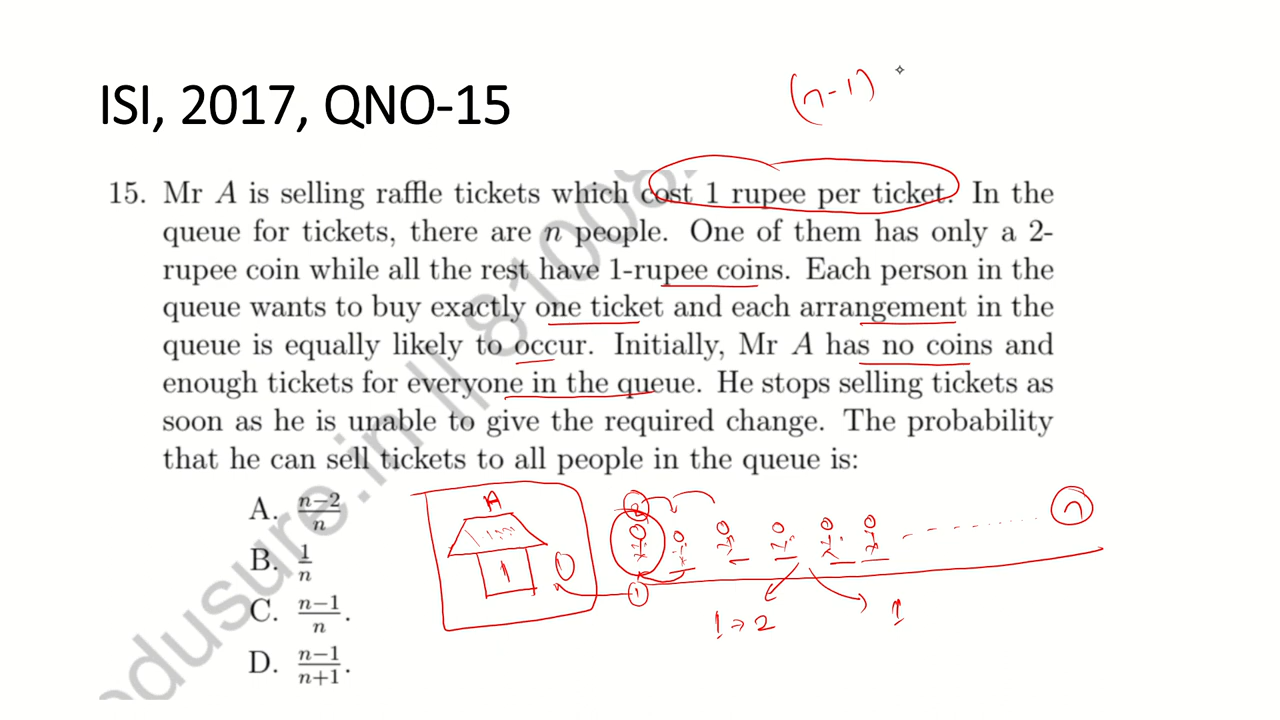 ISI, 2017, QNO-15
(n-1)
15. Mr A is selling raffle tickets which cost 1 rupee per ticket. In the
queue for tickets, there are n people. One of them has only a 2-
rupee coin while all the rest have 1-rupee coins. Each person in the
queue wants to buy exactly one ticket and each arrangement in the
queue is equally likely to occur. Initially, Mr A has no coins and
enough tickets for everyone in the queue. He stops selling tickets as
soon as he is unable to give the required change. The probability
that he can sell tickets to all people in the queue is:
A. n−2/n
B. 1/n
C. n−1/n.
D. n−1/n+1.
A
1
n
1
1 → 2
1
edusure.in || 81008